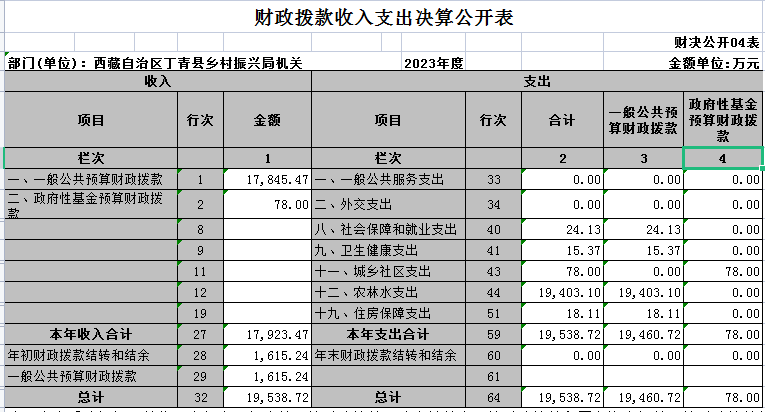 财政拨款收入支出决算公开表
财决公开04表
部门(单位)：西藏自治区丁青县乡村振兴局机关 2023年度 金额单位:万元
收入 支出
项目 行次 金额 项目 行次 合计 一般公共预算财政拨款 政府性基金预算财政拨款
栏次 1 栏次 2 3 4
一、一般公共预算财政拨款 1 17,845.47 一、一般公共服务支出 33 0.00 0.00 0.00
二、政府性基金预算财政拨款 2 78.00 二、外交支出 34 0.00 0.00 0.00
8 八、社会保障和就业支出 40 24.13 24.13 0.00
9 九、卫生健康支出 41 15.37 15.37 0.00
11 十一、城乡社区支出 43 78.00 0.00 78.00
12 十二、农林水支出 44 19,403.10 19,403.10 0.00
19 十九、住房保障支出 51 18.11 18.11 0.00
本年收入合计 27 17,923.47 本年支出合计 59 19,538.72 19,460.72 78.00
年初财政拨款结转和结余 28 1,615.24 年末财政拨款结转和结余 60 0.00 0.00 0.00
一般公共预算财政拨款 29 1,615.24 61
总计 32 19,538.72 总计 64 19,538.72 19,460.72 78.00